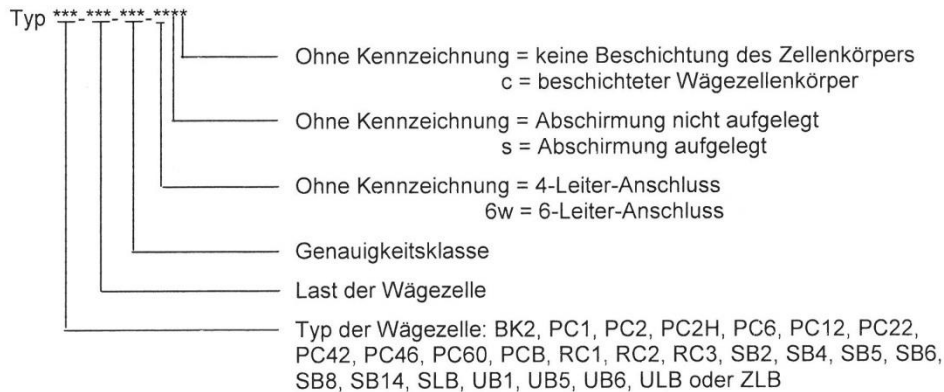 Typ ***-***-***-****
Ohne Kennzeichnung = keine Beschichtung des Zellenkörpers
c = beschichteter Wägezellenkörper
Ohne Kennzeichnung = Abschirmung nicht aufgelegt
s = Abschirmung aufgelegt
Ohne Kennzeichnung = 4-Leiter-Anschluss
6w = 6-Leiter-Anschluss
Genauigkeitsklasse
Last der Wägezelle
Typ der Wägezelle: BK2, PC1, PC2, PC2H, PC6, PC12, PC22,
PC42, PC46, PC60, PCB, RC1, RC2, RC3, SB2, SB4, SB5, SB6,
SB8, SB14, SLB, UB1, UB5, UB6, ULB oder ZLB